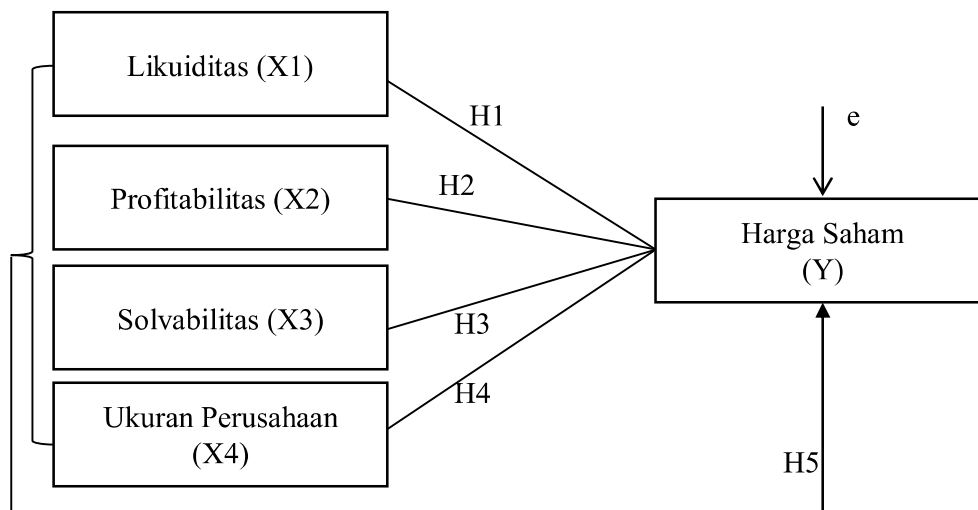 Likuiditas (X1)
H1
e
Profitabilitas (X2)
H2
Harga Saham
(Y)
Solvabilitas (X3)
H3
H4
Ukuran Perusahaan
(X4)
H5